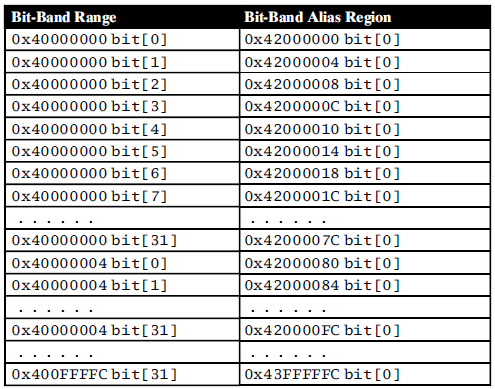 Bit-Band Range Bit-Band Alias Region
0x40000000 bit[0] 0x42000000 bit[0]
0x40000000 bit[1] 0x42000004 bit[0]
0x40000000 bit[2] 0x42000008 bit[0]
0x40000000 bit[3] 0x4200000C bit[0]
0x40000000 bit[4] 0x42000010 bit[0]
0x40000000 bit[5] 0x42000014 bit[0]
0x40000000 bit[6] 0x42000018 bit[0]
0x40000000 bit[7] 0x4200001C bit[0]
. . . . . . . . . . . .
0x40000000 bit[31] 0x4200007C bit[0]
0x40000004 bit[0] 0x42000080 bit[0]
0x40000004 bit[1] 0x42000084 bit[0]
. . . . . . . . . . . .
0x40000004 bit[31] 0x420000FC bit[0]
. . . . . . . . . . . .
0x400FFFFC bit[31] 0x43FFFFFC bit[0]